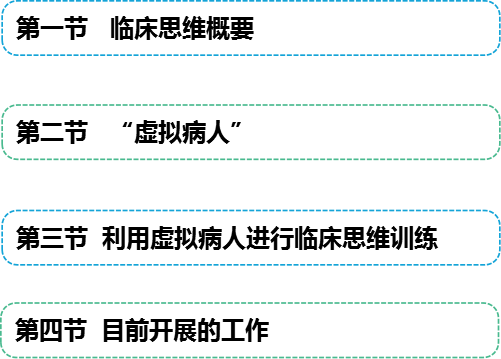 第一节 临床思维概要
第二节 “虚拟病人”
第三节 利用虚拟病人进行临床思维训练
第四节 目前开展的工作